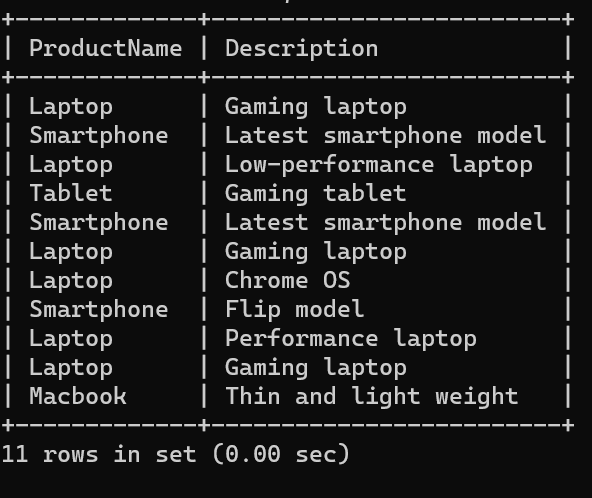 +-------------+-------------------------+
| ProductName | Description             |
+-------------+-------------------------+
| Laptop      | Gaming laptop           |
| Smartphone  | Latest smartphone model |
| Laptop      | Low-performance laptop  |
| Tablet      | Gaming tablet           |
| Smartphone  | Latest smartphone model |
| Laptop      | Gaming laptop           |
| Laptop      | Chrome OS               |
| Smartphone  | Flip model              |
| Laptop      | Performance laptop      |
| Laptop      | Gaming laptop           |
| Macbook     | Thin and light weight   |
+-------------+-------------------------+
11 rows in set (0.00 sec)